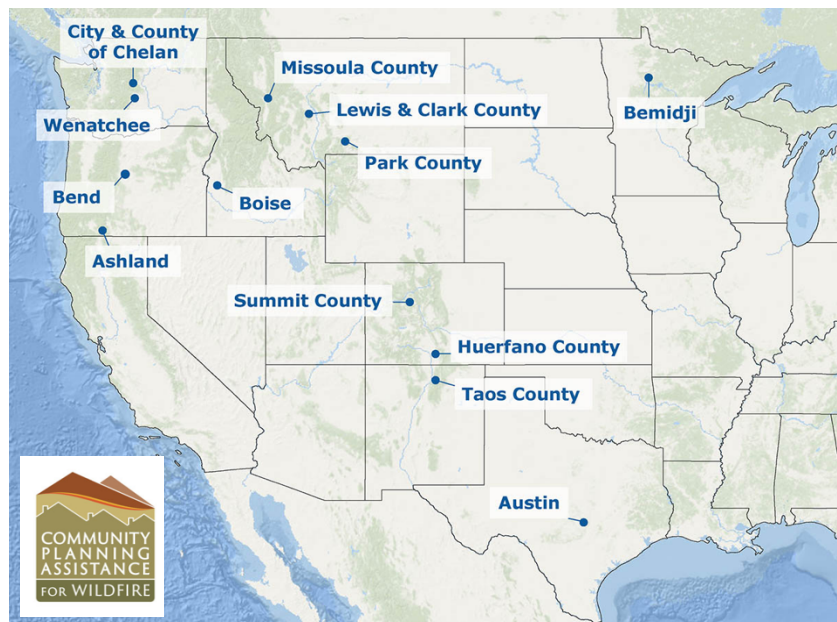 City & County
of Chelan
Missoula County
Lewis & Clark County
Bemidji
Wenatchee
Park County
Bend
Boise
Ashland
Summit County
Huerfano County
Taos County
Austin
COMMUNITY
PLANNING
ASSISTANCE
FOR WILDFIRE